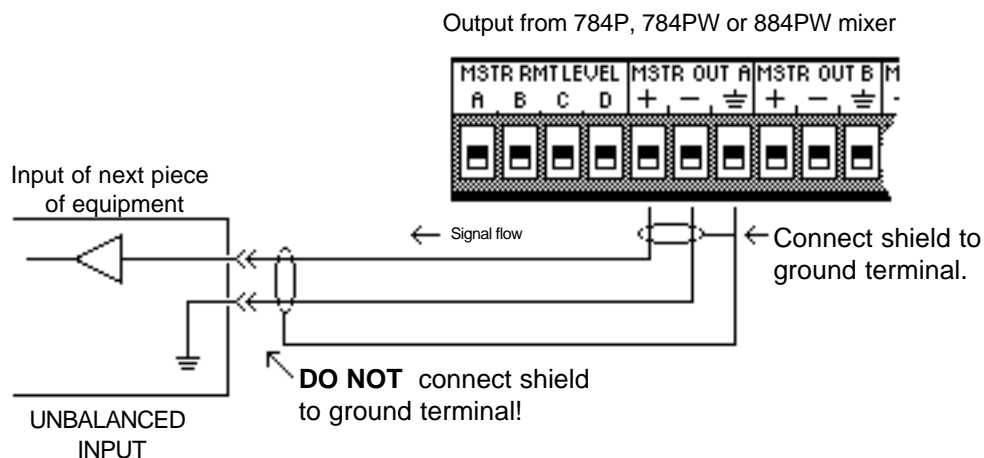 Output from 784P, 784PW or 884PW mixer
MSTR RMT LEVEL MSTR OUT A MSTR OUT B M
A B C D + − ⏚ + − ⏚ -
Input of next piece
of equipment
Signal flow
Connect shield to
ground terminal.
DO NOT connect shield
to ground terminal!
UNBALANCED
INPUT